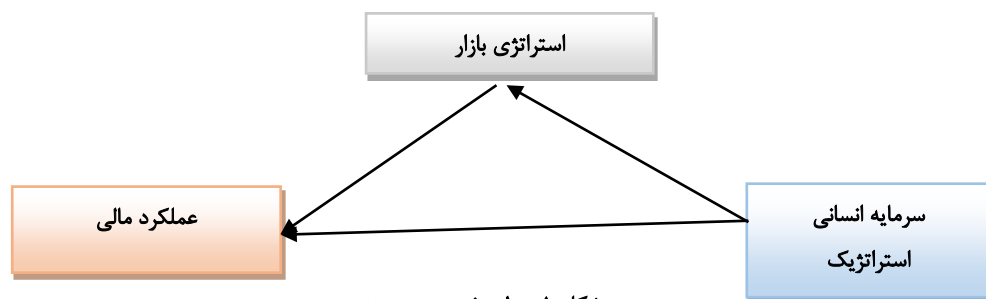 استراتژی بازار
عملکرد مالی
سرمایه انسانی
استراتژیک